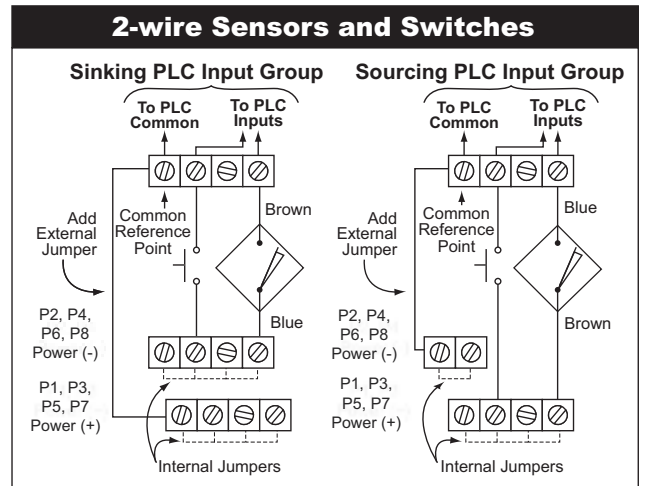 2-wire Sensors and Switches
Sinking PLC Input Group
To PLC
Common
To PLC
Inputs
Add
External
Jumper
Common
Reference
Point
Brown
Blue
P2, P4,
P6, P8
Power (-)
P1, P3,
P5, P7
Power (+)
Internal Jumpers
Sourcing PLC Input Group
To PLC
Common
To PLC
Inputs
Add
External
Jumper
Common
Reference
Point
Blue
Brown
P2, P4,
P6, P8
Power (-)
P1, P3,
P5, P7
Power (+)
Internal Jumpers